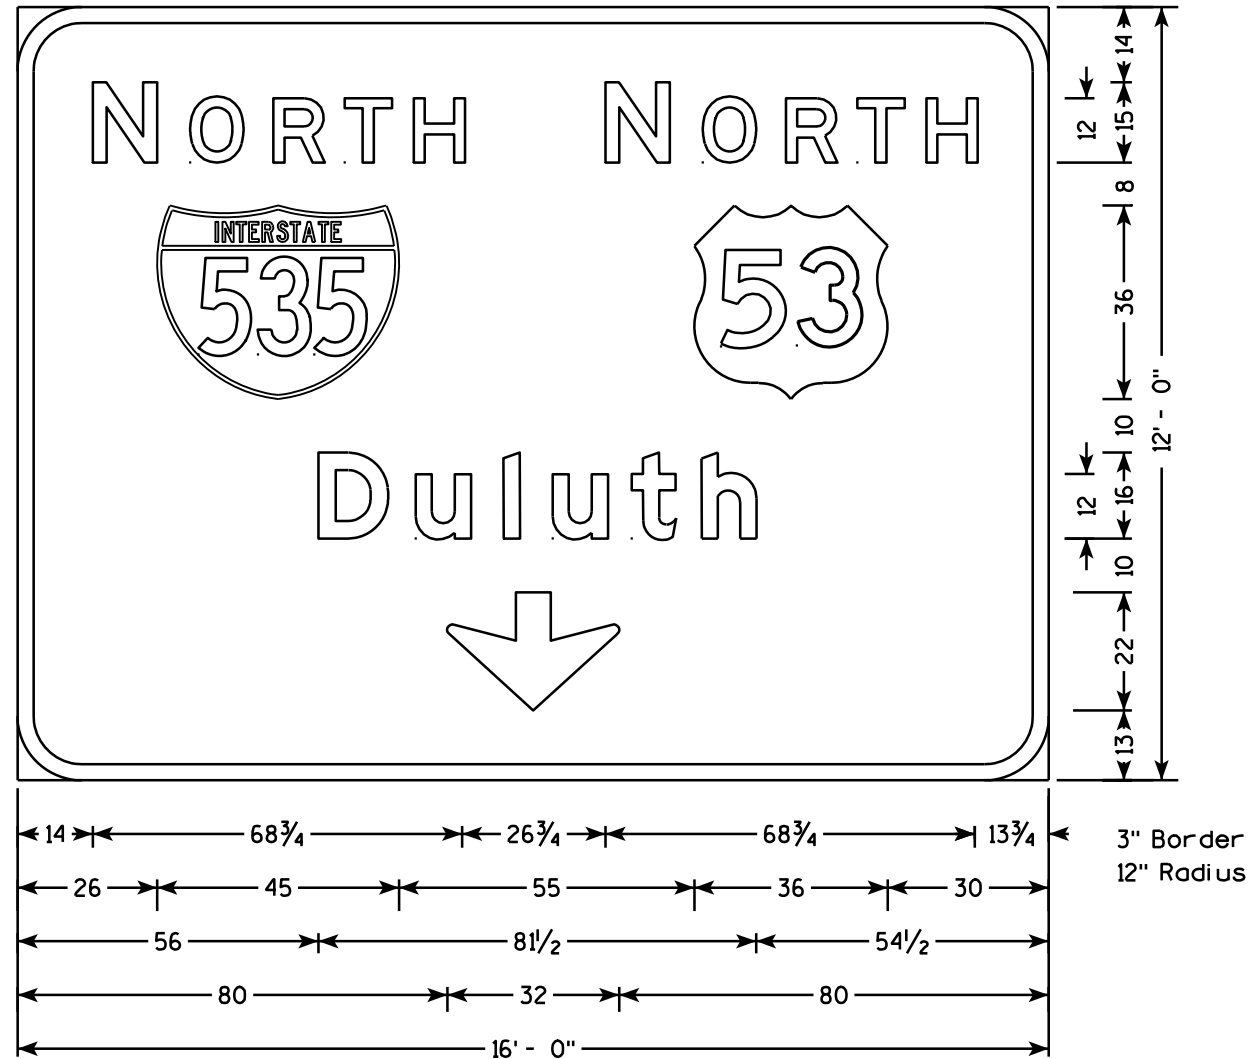 NORTH NORTH
INTERSTATE
535 53
Duluth
14
12 15
8
36
10
12 16
10
22
13
12' - 0"
14 68¾ 26¾ 68¾ 13¾
26 45 55 36 30
56 81½ 54½
80 32 80
16' - 0"
3" Border
12" Radius